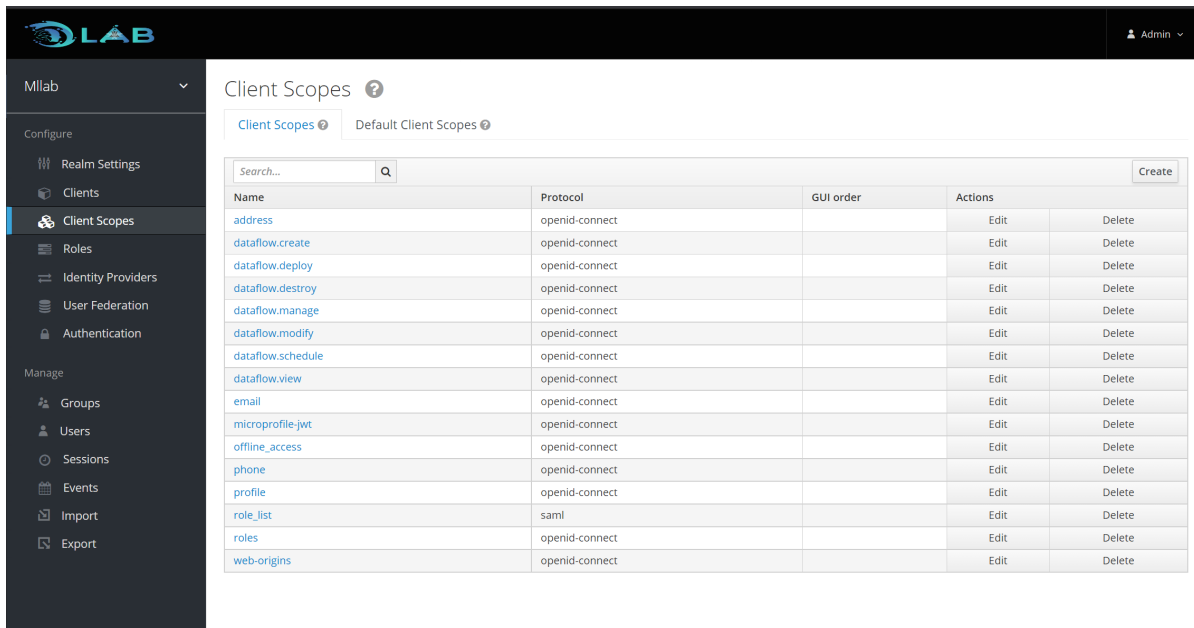 DLAB
Admin
Mllab
Client Scopes ?
Client Scopes ? Default Client Scopes ?
Configure
Realm Settings
Clients
Client Scopes
Roles
Identity Providers
User Federation
Authentication
Manage
Groups
Users
Sessions
Events
Import
Export
Search... Create
Name Protocol GUI order Actions
address openid-connect Edit Delete
dataflow.create openid-connect Edit Delete
dataflow.deploy openid-connect Edit Delete
dataflow.destroy openid-connect Edit Delete
dataflow.manage openid-connect Edit Delete
dataflow.modify openid-connect Edit Delete
dataflow.schedule openid-connect Edit Delete
dataflow.view openid-connect Edit Delete
email openid-connect Edit Delete
microprofile-jwt openid-connect Edit Delete
offline_access openid-connect Edit Delete
phone openid-connect Edit Delete
profile openid-connect Edit Delete
role_list saml Edit Delete
roles openid-connect Edit Delete
web-origins openid-connect Edit Delete